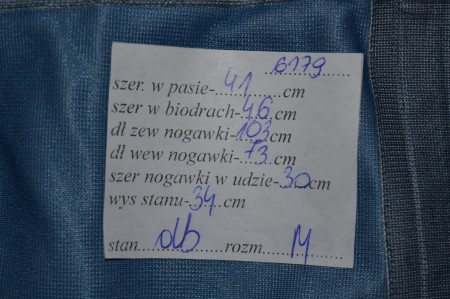 6179
szer. w pasie-41cm
szer w biodrach-46cm
dl zew nogawki-103cm
dł wew nogawki-73cm
szer nogawki w udzie-30cm
wys stanu-34cm
stan db rozm M